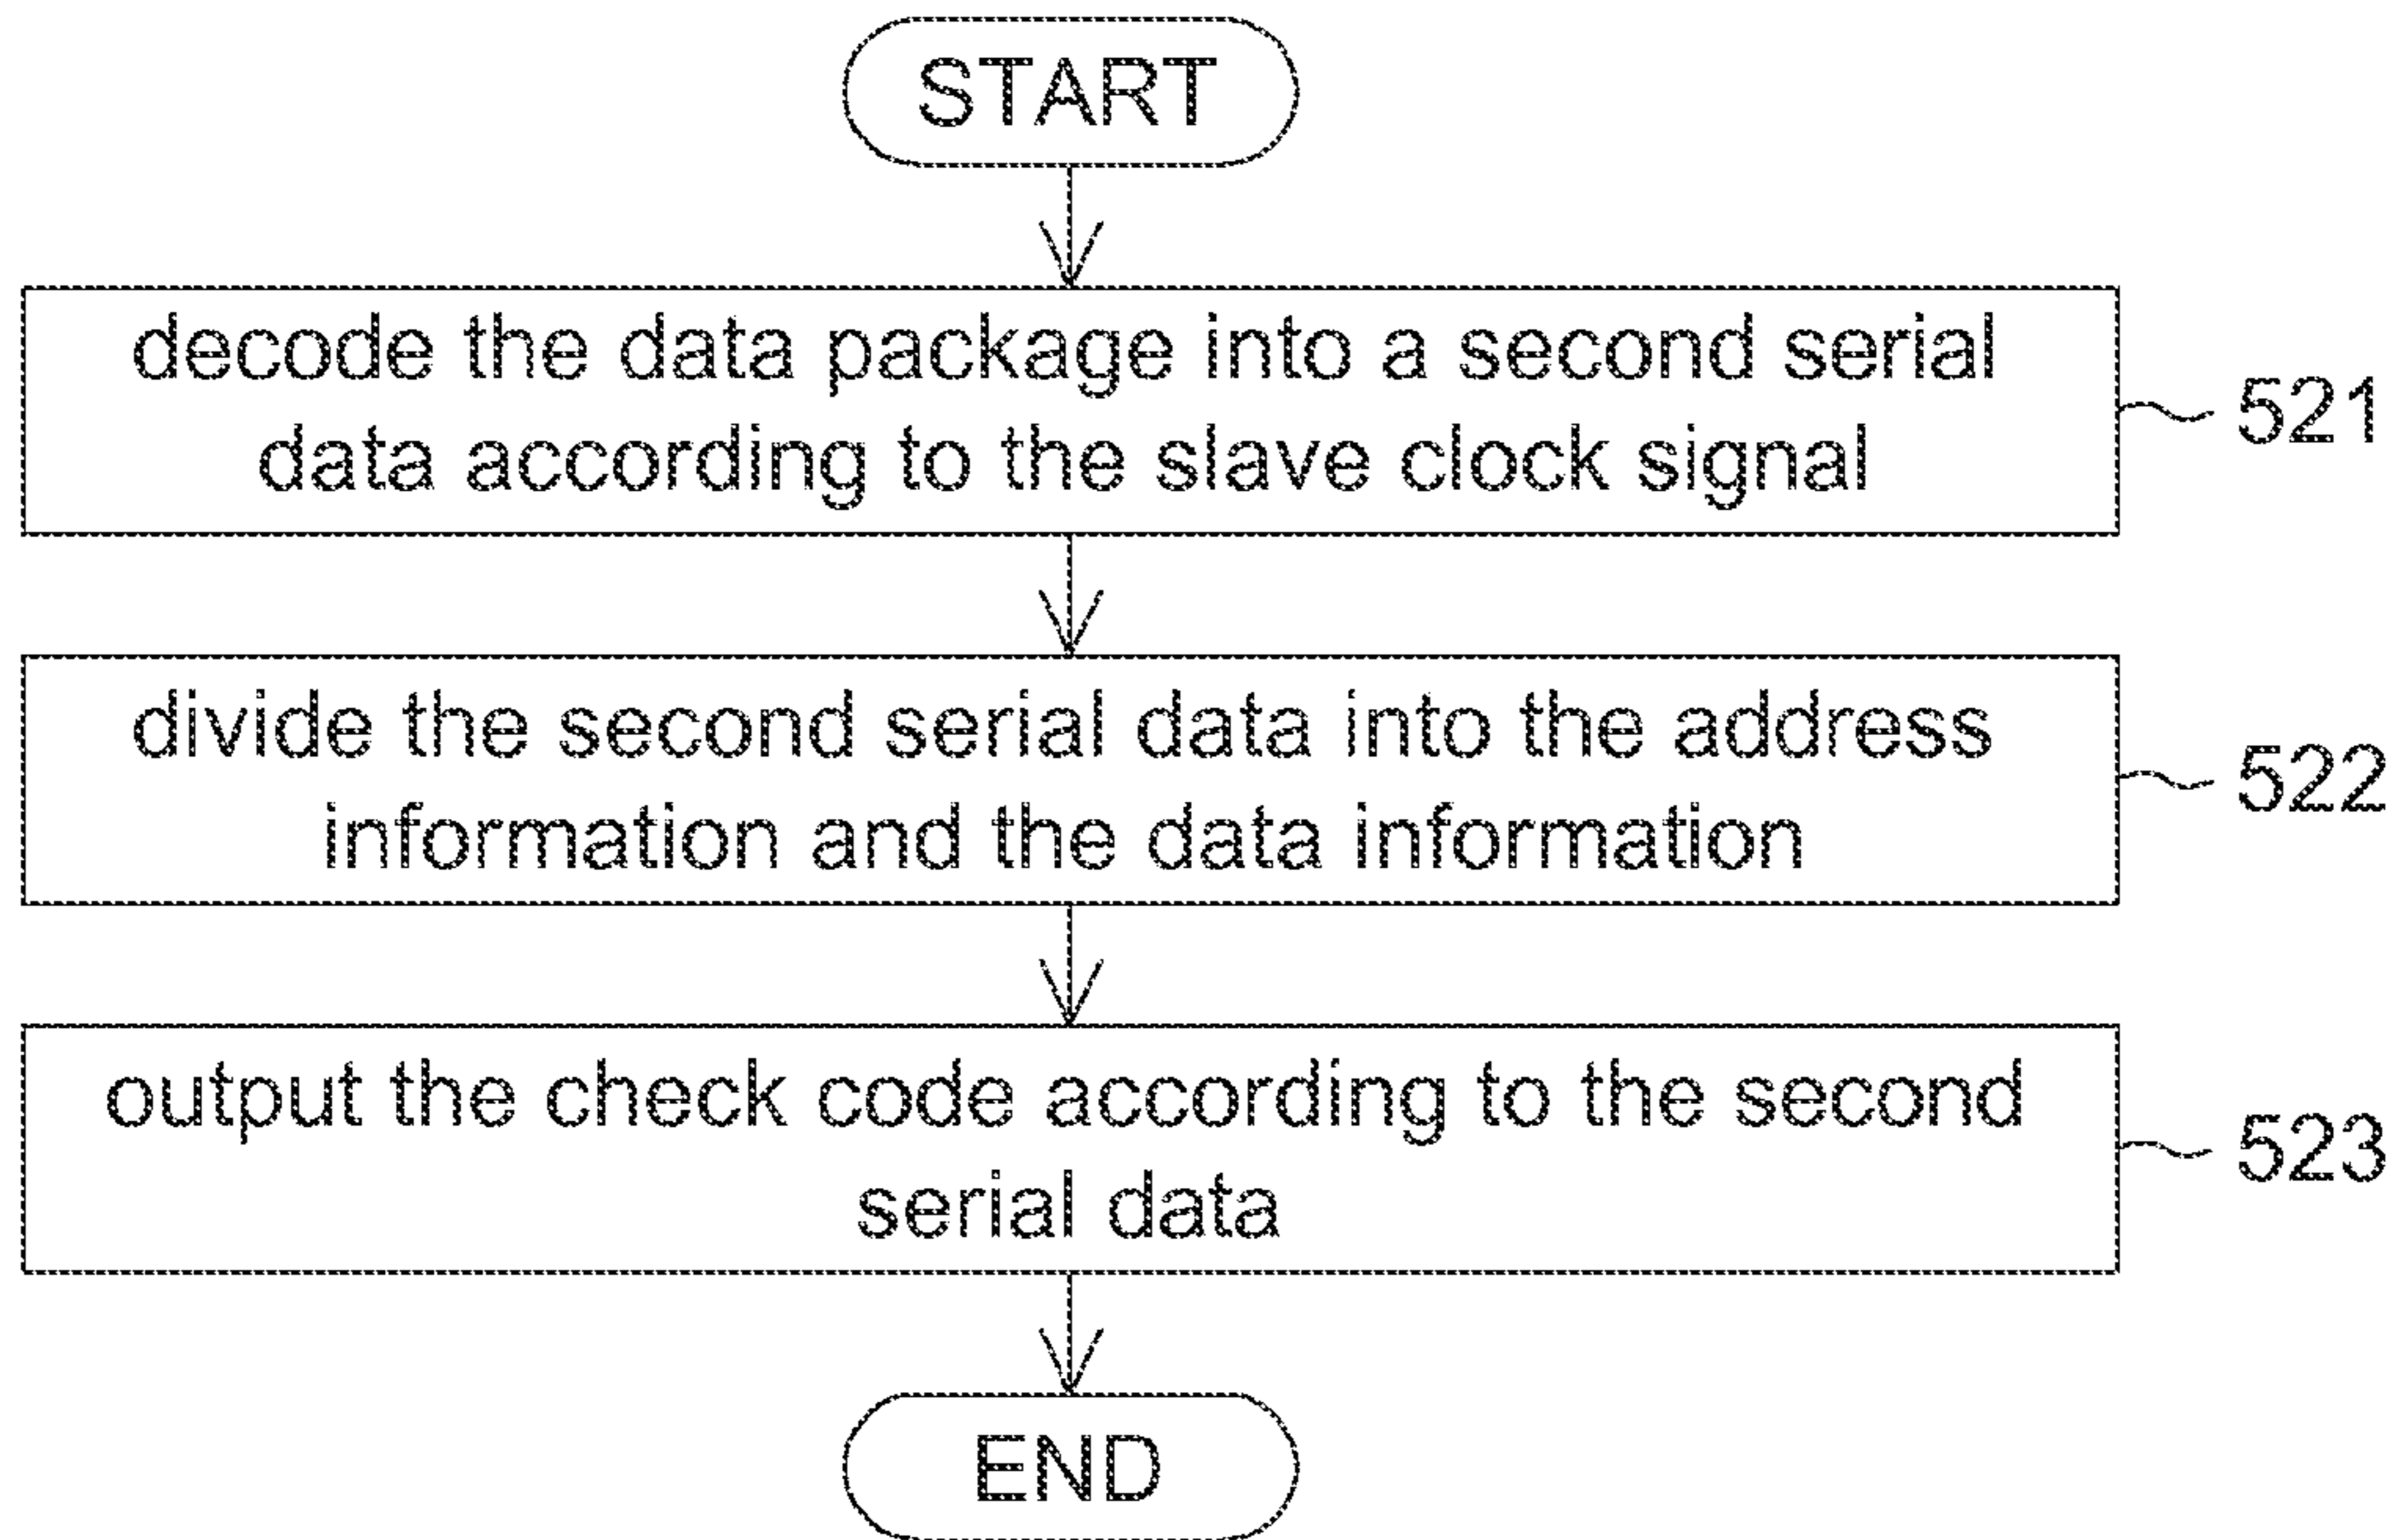 START
decode the data package into a second serial
data according to the slave clock signal
521
divide the second serial data into the address
information and the data information
522
output the check code according to the second
serial data
523
END